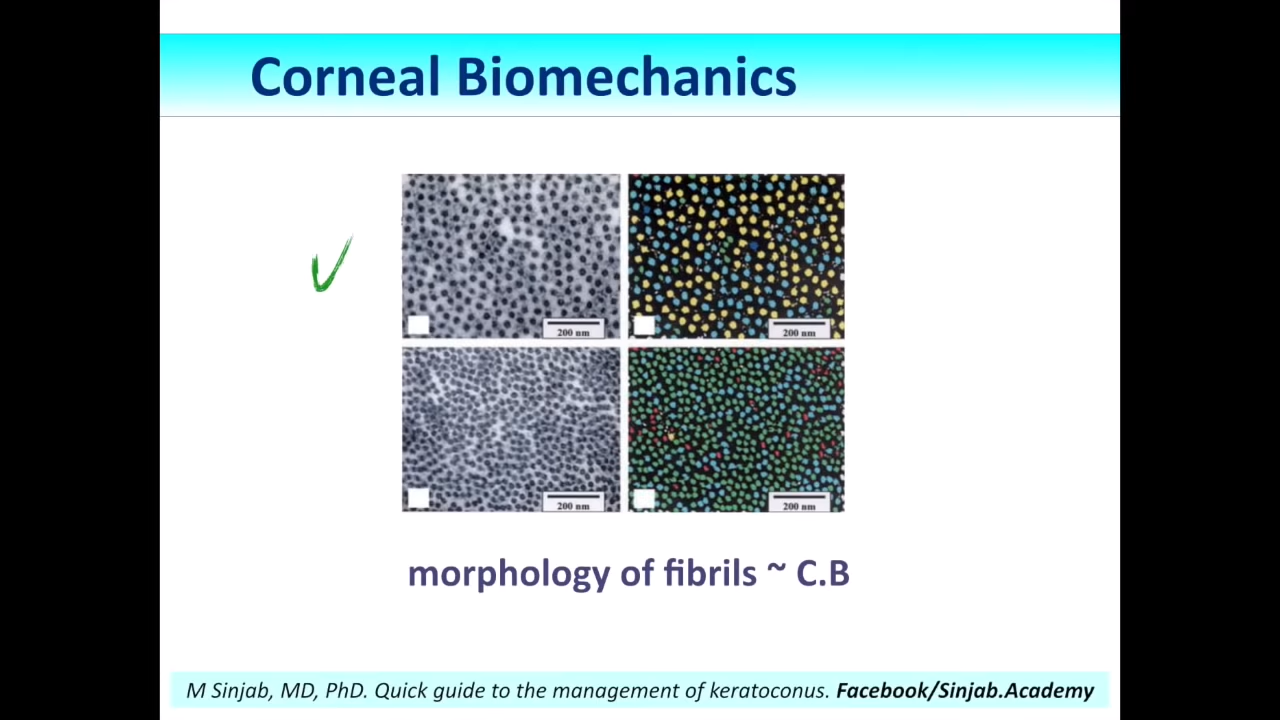 Corneal Biomechanics
200 nm
200 nm
200 nm
200 nm
morphology of fibrils ~ C.B
M Sinjab, MD, PhD. Quick guide to the management of keratoconus. Facebook/Sinjab.Academy